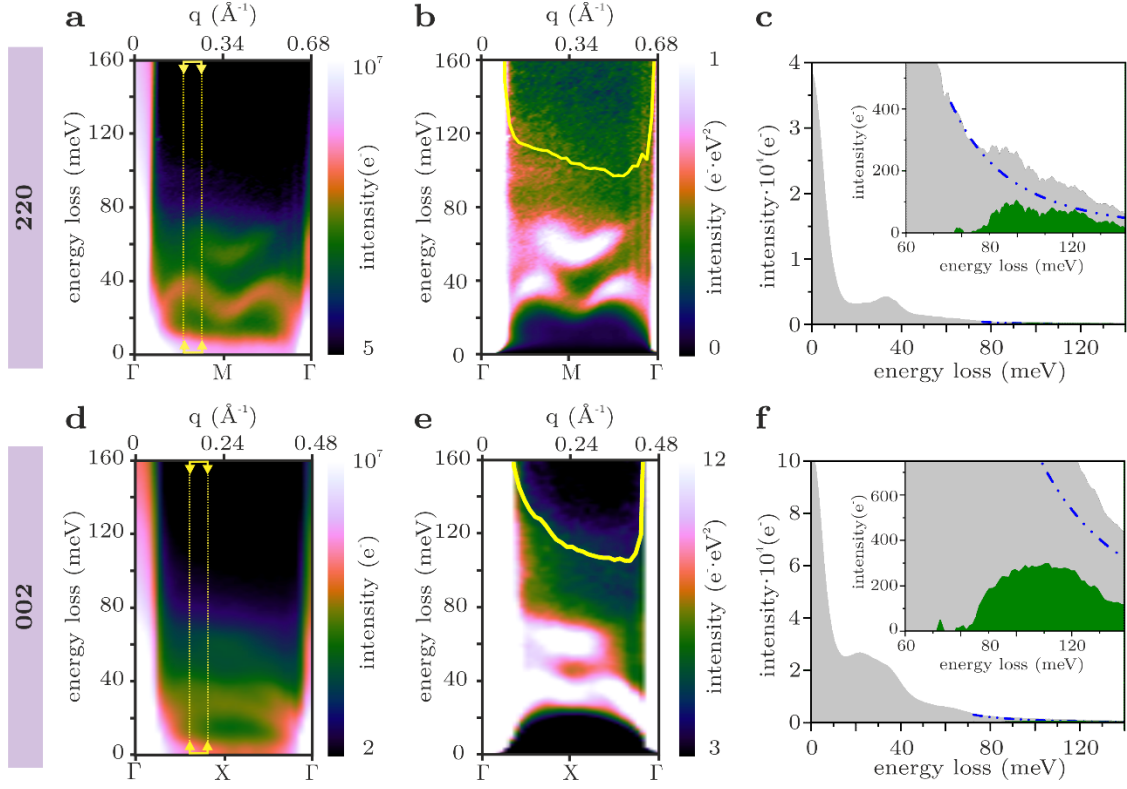 220
a
q (Å⁻¹)
0 0.34 0.68
160
120
80
40
0
energy loss (meV)
Γ M Γ
10⁷
intensity(e⁻)
5
b
q (Å⁻¹)
0 0.34 0.68
160
120
80
40
0
energy loss (meV)
Γ M Γ
1
intensity (e⁻·eV²)
0
c
4
3
2
1
0
intensity·10⁴(e⁻)
0 40 80 120
energy loss (meV)
400
200
0
intensity(e⁻)
60 80 120
energy loss (meV)
002
d
q (Å⁻¹)
0 0.24 0.48
160
120
80
40
0
energy loss (meV)
Γ X Γ
10⁷
intensity (e⁻)
2
e
q (Å⁻¹)
0 0.24 0.48
160
120
80
40
0
energy loss (meV)
Γ X Γ
12
intensity (e⁻·eV²)
3
f
10
8
6
4
2
0
intensity·10⁴(e⁻)
0 40 80 120
energy loss (meV)
600
400
200
0
intensity(e⁻)
60 80 120
energy loss (meV)